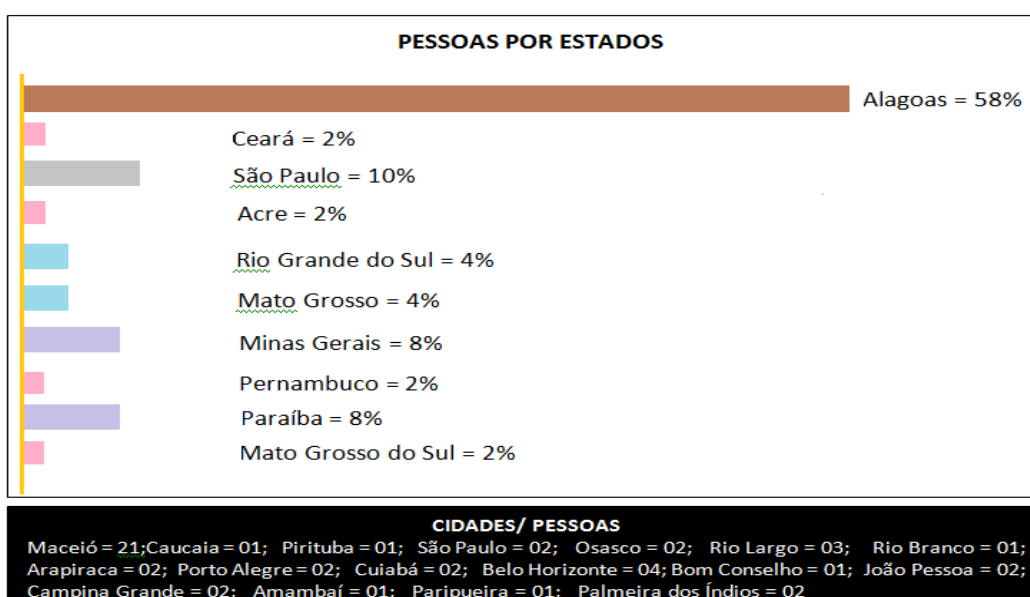 PESSOAS POR ESTADOS
Alagoas = 58%
Ceará = 2%
São Paulo = 10%
Acre = 2%
Rio Grande do Sul = 4%
Mato Grosso = 4%
Minas Gerais = 8%
Pernambuco = 2%
Paraíba = 8%
Mato Grosso do Sul = 2%
CIDADES/ PESSOAS
Maceió = 21;Caucaia = 01; Pirituba = 01; São Paulo = 02; Osasco = 02; Rio Largo = 03; Rio Branco = 01;
Arapiraca = 02; Porto Alegre = 02; Cuiabá = 02; Belo Horizonte = 04; Bom Conselho = 01; João Pessoa = 02;
Campina Grande = 02; Amambaí = 01; Paripueira = 01; Palmeira dos Índios = 02